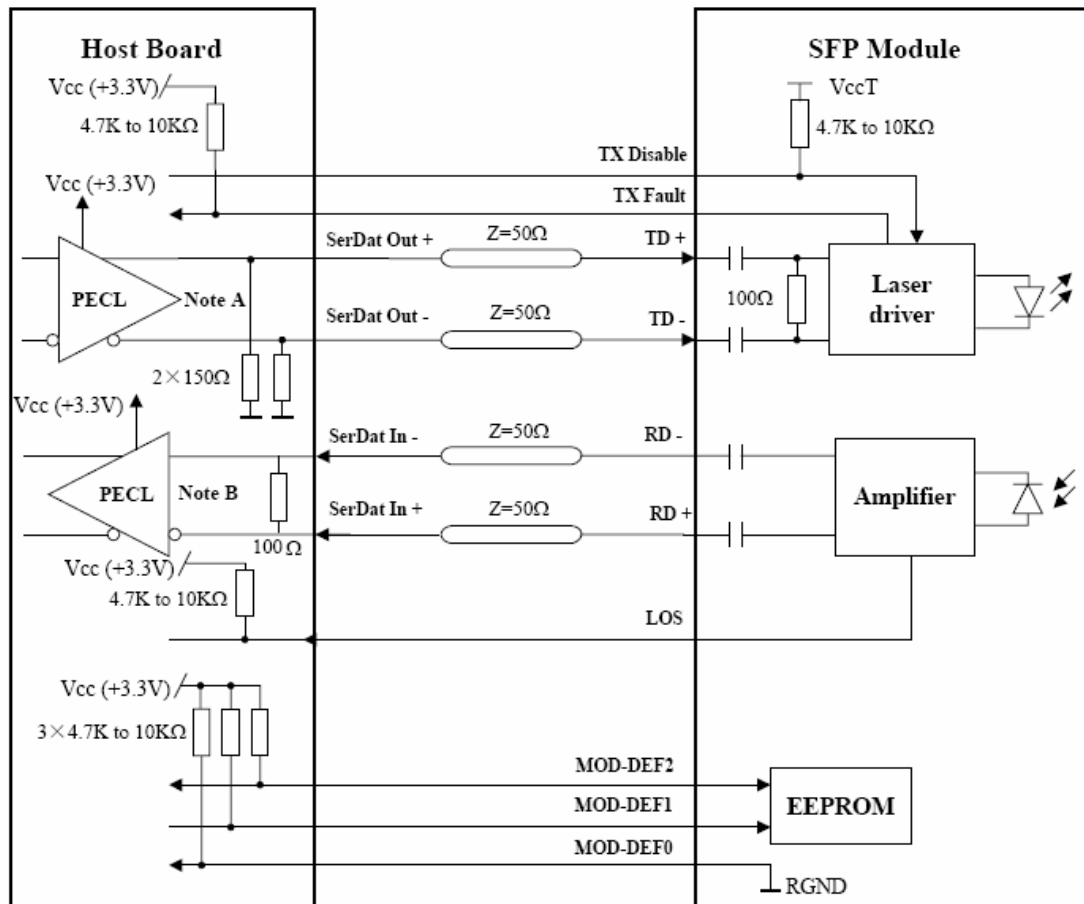 Host Board
SFP Module
Vcc (+3.3V)
4.7K to 10KΩ
VccT
4.7K to 10KΩ
TX Disable
Vcc (+3.3V)
TX Fault
SerDat Out +
Z=50Ω
TD +
PECL
Note A
100Ω
Laser
driver
SerDat Out -
Z=50Ω
TD -
2×150Ω
Vcc (+3.3V)
SerDat In -
Z=50Ω
RD -
PECL
Note B
Amplifier
SerDat In +
Z=50Ω
RD +
100Ω
Vcc (+3.3V)
4.7K to 10KΩ
LOS
Vcc (+3.3V)
3×4.7K to 10KΩ
MOD-DEF2
MOD-DEF1
EEPROM
MOD-DEF0
RGND